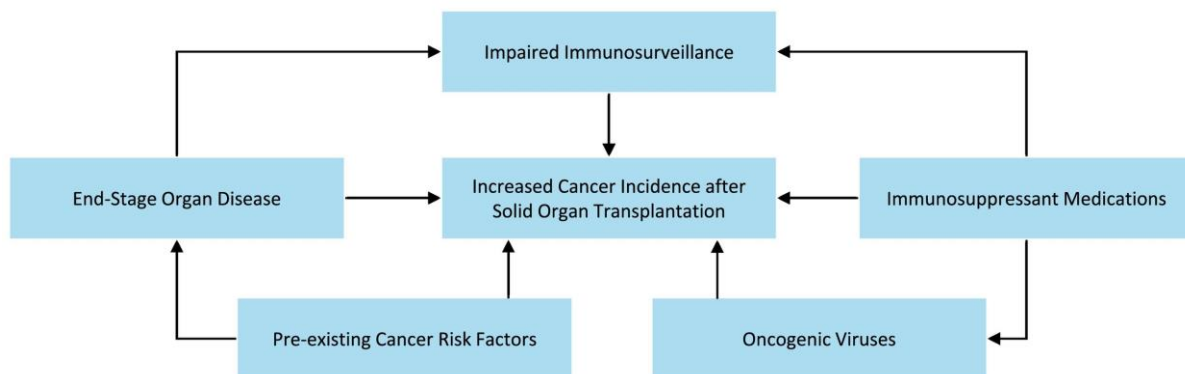 Impaired Immunosurveillance
End-Stage Organ Disease
Increased Cancer Incidence after
Solid Organ Transplantation
Immunosuppressant Medications
Pre-existing Cancer Risk Factors
Oncogenic Viruses